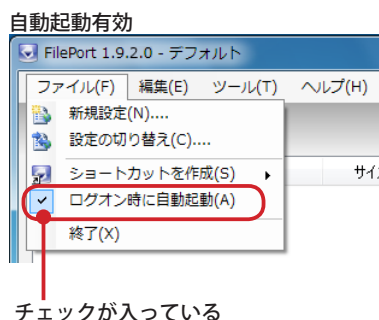 自動起動有効
FilePort 1.9.2.0 - デフォルト
ファイル(F) 編集(E) ツール(T) ヘルプ(H)
新規設定(N)....
設定の切り替え(C)....
ショートカットを作成(S)
サイ
ログオン時に自動起動(A)
終了(X)
チェックが入っている